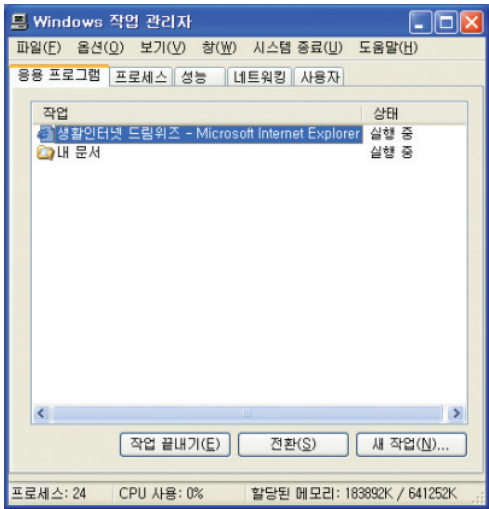 Windows 작업 관리자
파일(F) 옵션(O) 보기(V) 창(W) 시스템 종료(U) 도움말(H)
응용 프로그램 프로세스 성능 네트워킹 사용자
작업 상태
생활인터넷 드림위즈 - Microsoft Internet Explorer 실행 중
내 문서 실행 중
작업 끝내기(E) 전환(S) 새 작업(N)...
프로세스: 24 CPU 사용: 0% 할당된 메모리: 183892K / 641252K